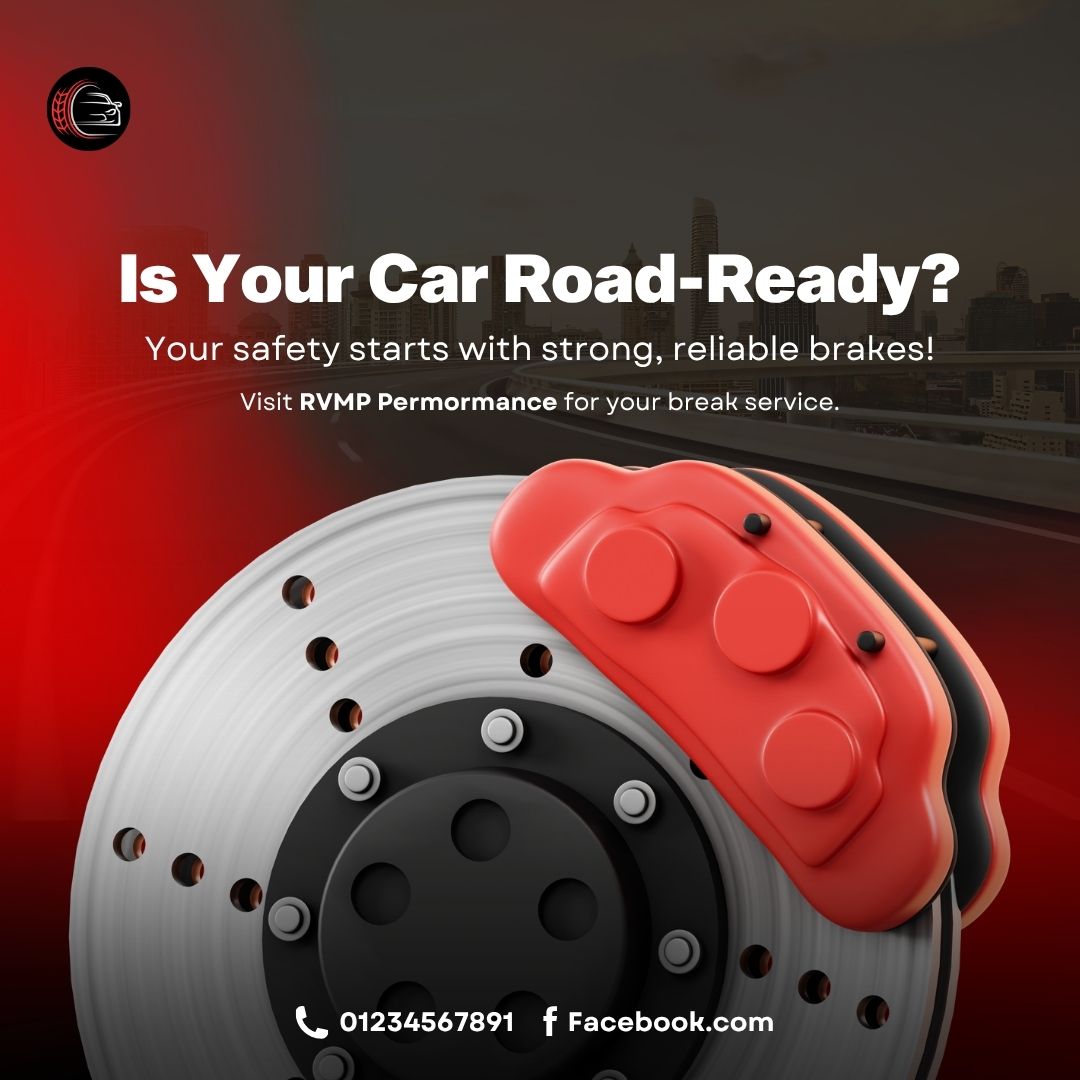 Is Your Car Road-Ready?
Your safety starts with strong, reliable brakes!
Visit RVMP Permormance for your break service.
01234567891 Facebook.com